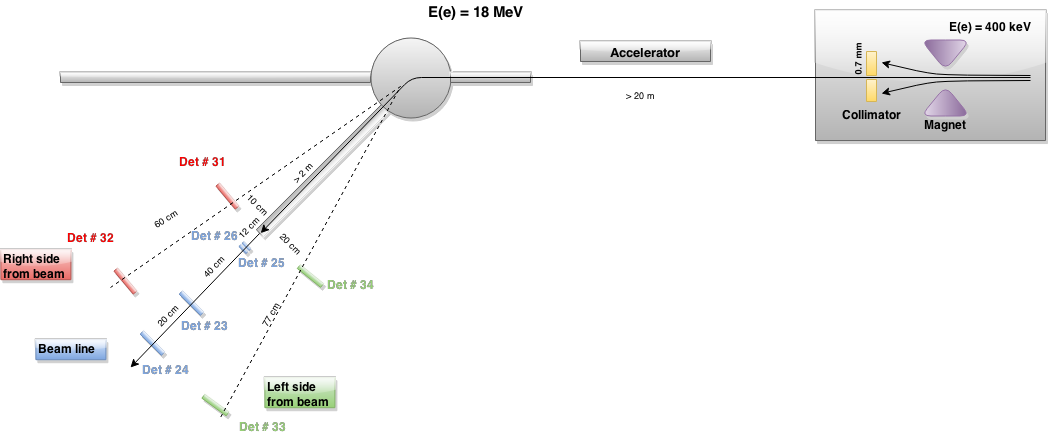 E(e) = 18 MeV
E(e) = 400 keV
Accelerator
0.7 mm
> 20 m
Collimator
Magnet
Det # 31
> 2 m
10 cm
60 cm
12 cm
Det # 32
Det # 26
20 cm
Right side
from beam
40 cm
Det # 25
Det # 34
20 cm
77 cm
Det # 23
Beam line
Det # 24
Left side
from beam
Det # 33